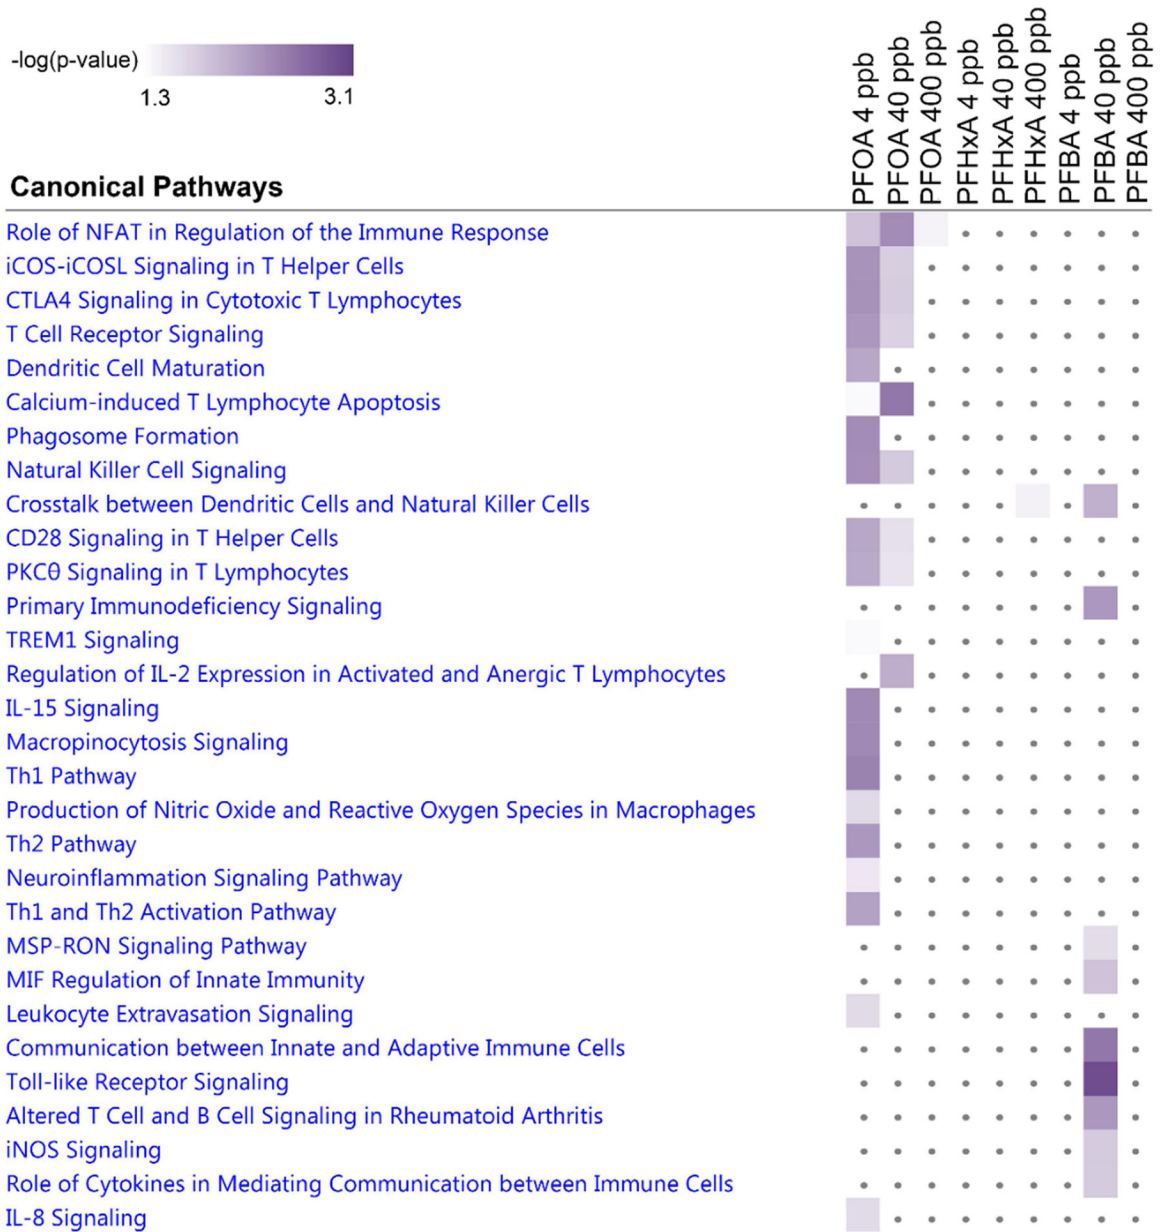 -log(p-value)
1.3 3.1
PFOA 4 ppb
PFOA 40 ppb
PFOA 400 ppb
PFHxA 4 ppb
PFHxA 40 ppb
PFHxA 400 ppb
PFBA 4 ppb
PFBA 40 ppb
PFBA 400 ppb
Canonical Pathways
Role of NFAT in Regulation of the Immune Response
iCOS-iCOSL Signaling in T Helper Cells
CTLA4 Signaling in Cytotoxic T Lymphocytes
T Cell Receptor Signaling
Dendritic Cell Maturation
Calcium-induced T Lymphocyte Apoptosis
Phagosome Formation
Natural Killer Cell Signaling
Crosstalk between Dendritic Cells and Natural Killer Cells
CD28 Signaling in T Helper Cells
PKCθ Signaling in T Lymphocytes
Primary Immunodeficiency Signaling
TREM1 Signaling
Regulation of IL-2 Expression in Activated and Anergic T Lymphocytes
IL-15 Signaling
Macropinocytosis Signaling
Th1 Pathway
Production of Nitric Oxide and Reactive Oxygen Species in Macrophages
Th2 Pathway
Neuroinflammation Signaling Pathway
Th1 and Th2 Activation Pathway
MSP-RON Signaling Pathway
MIF Regulation of Innate Immunity
Leukocyte Extravasation Signaling
Communication between Innate and Adaptive Immune Cells
Toll-like Receptor Signaling
Altered T Cell and B Cell Signaling in Rheumatoid Arthritis
iNOS Signaling
Role of Cytokines in Mediating Communication between Immune Cells
IL-8 Signaling